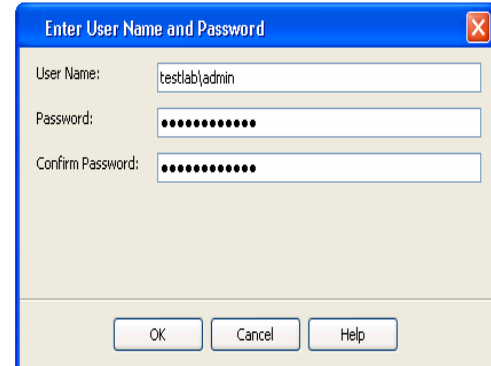 Enter User Name and Password
User Name: testlab\admin
Password: ••••••••••••
Confirm Password: ••••••••••••
OK Cancel Help